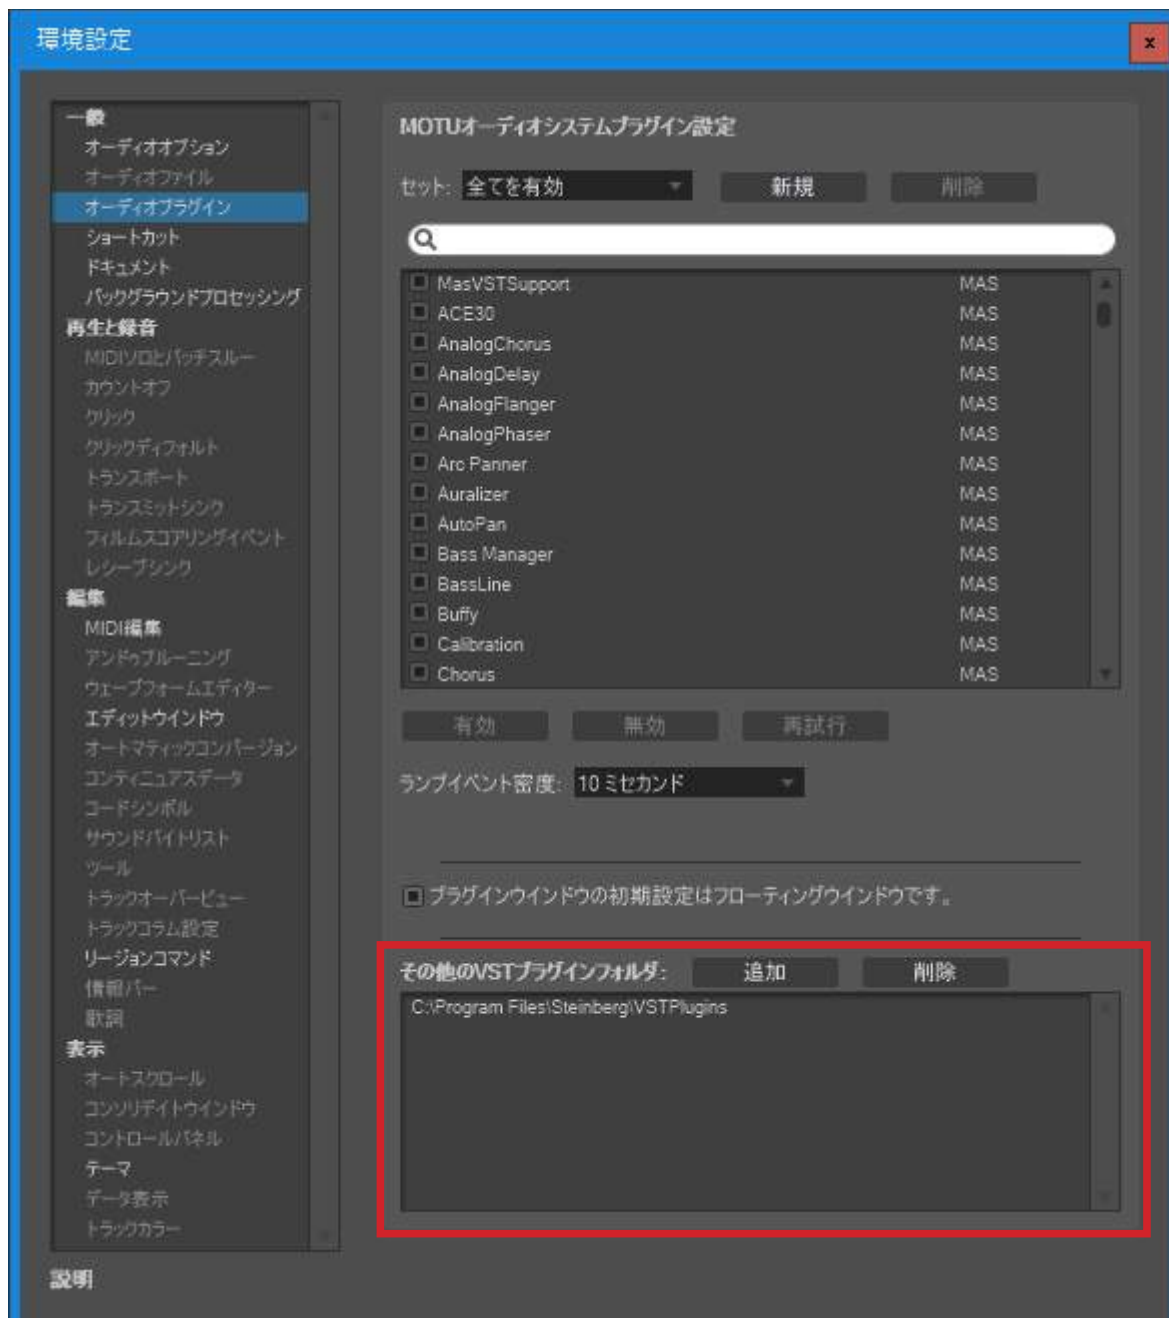 環境設定
x
一般
オーディオオプション
オーディオファイル
オーディオプラグイン
ショートカット
ドキュメント
バックグラウンドプロセッシング
再生と録音
MIDIソロとパッチスルー
カウントオフ
クリック
クリックディフォルト
トランスポート
トランスミットシンク
フィルムスコアリングイベント
レシーブシンク
編集
MIDI編集
アンドゥプルーニング
ウェーブフォームエディター
エディットウインドウ
オートマティックコンバージョン
コンティニュアスデータ
コードシンボル
サウンドバイトリスト
ツール
トラックオーバービュー
トラックコラム設定
リージョンコマンド
情報バー
歌詞
表示
オートスクロール
コンソリデイトウインドウ
コントロールパネル
テーマ
データ表示
トラックカラー
説明
MOTUオーディオシステムプラグイン設定
セット: 全てを有効 新規 削除
MasVSTSupport MAS
ACE30 MAS
AnalogChorus MAS
AnalogDelay MAS
AnalogFlanger MAS
AnalogPhaser MAS
Arc Panner MAS
Auralizer MAS
AutoPan MAS
Bass Manager MAS
BassLine MAS
Buffy MAS
Calibration MAS
Chorus MAS
有効 無効 再試行
ランプイベント密度: 10 ミセカンド
プラグインウインドウの初期設定はフローティングウインドウです。
その他のVSTプラグインフォルダ: 追加 削除
C:\Program Files\Steinberg\VSTPlugins